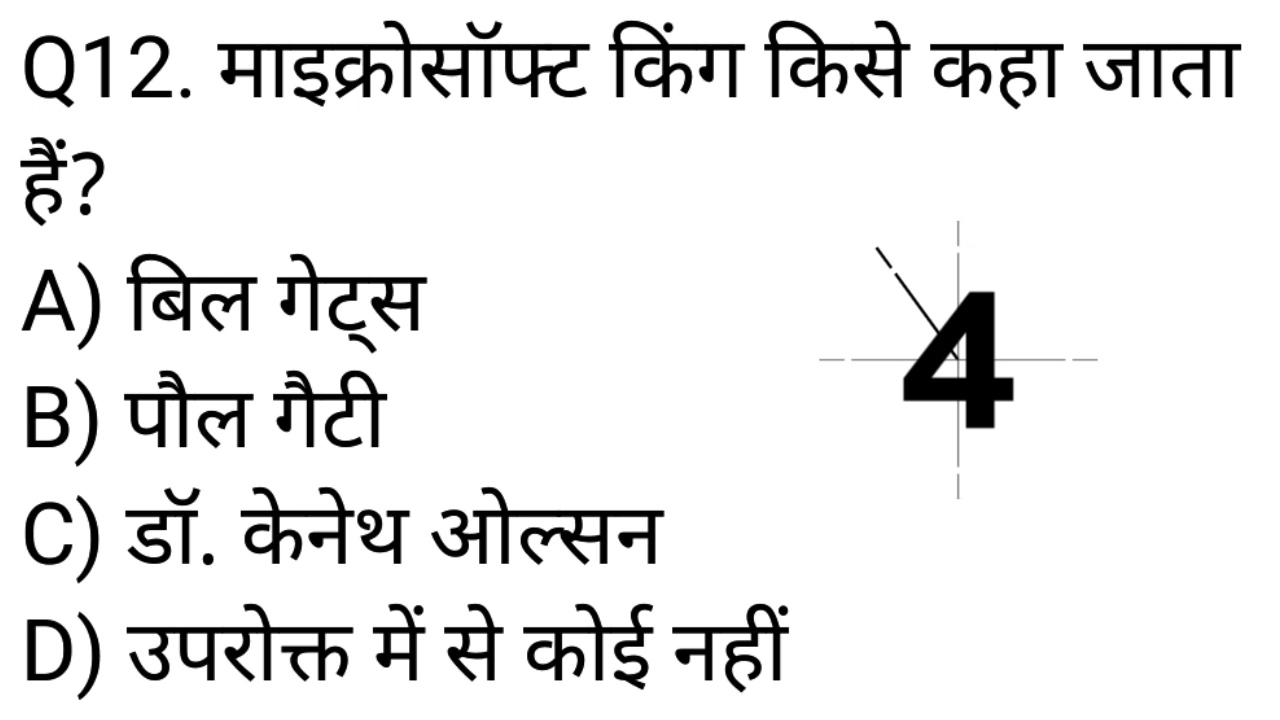 Q12. माइक्रोसॉफ्ट किंग किसे कहा जाता
हैं?
A) बिल गेट्स
4
B) पौल गैटी
C) डॉ. केनेथ ओल्सन
D) उपरोक्त में से कोई नहीं